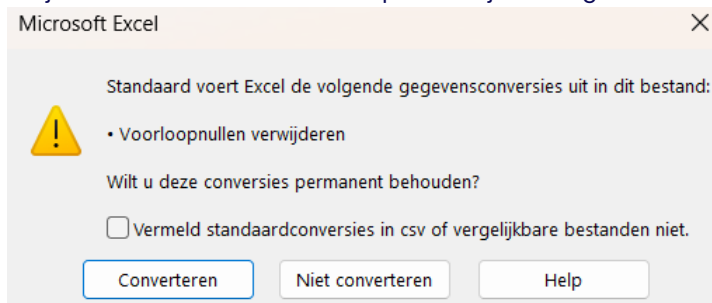 Microsoft Excel
Standaard voert Excel de volgende gegevensconversies uit in dit bestand:
• Voorloopnullen verwijderen
Wilt u deze conversies permanent behouden?
Vermeld standaardconversies in csv of vergelijkbare bestanden niet.
Converteren Niet converteren Help